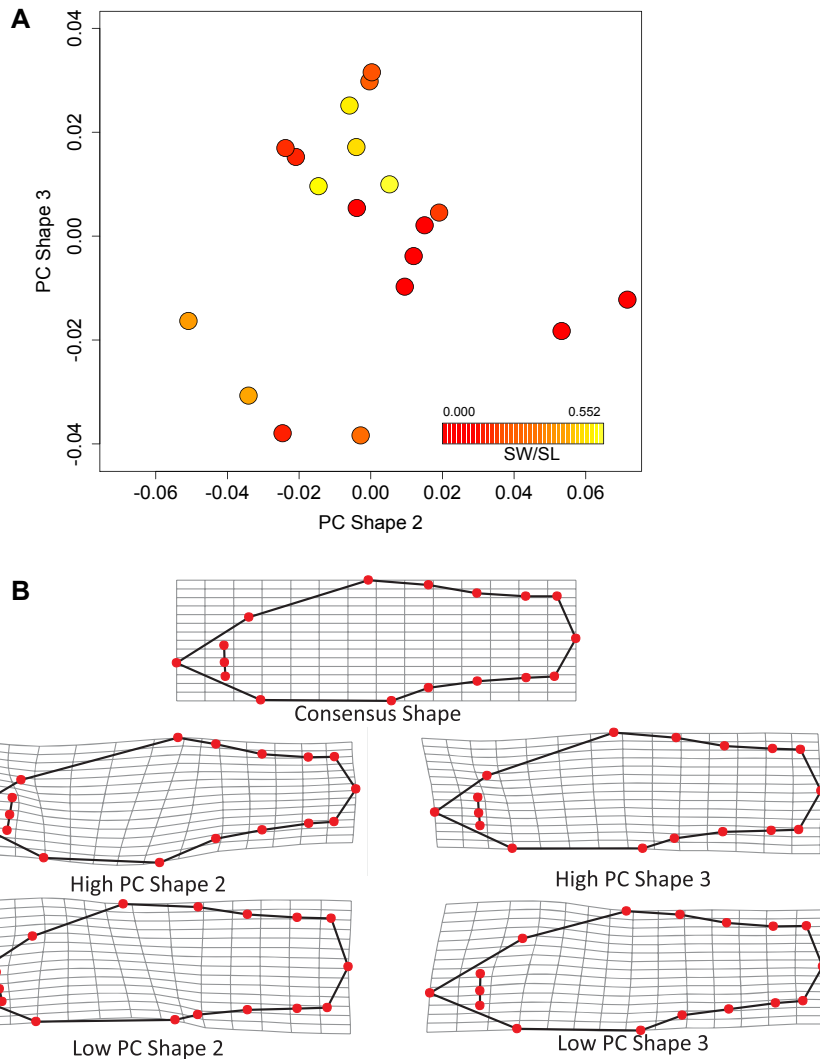 A
0.04
0.02
0.00
-0.02
-0.04
PC Shape 3
0.000 0.552
SW/SL
-0.06 -0.04 -0.02 0.00 0.02 0.04 0.06
PC Shape 2
B
Consensus Shape
High PC Shape 2
High PC Shape 3
Low PC Shape 2
Low PC Shape 3